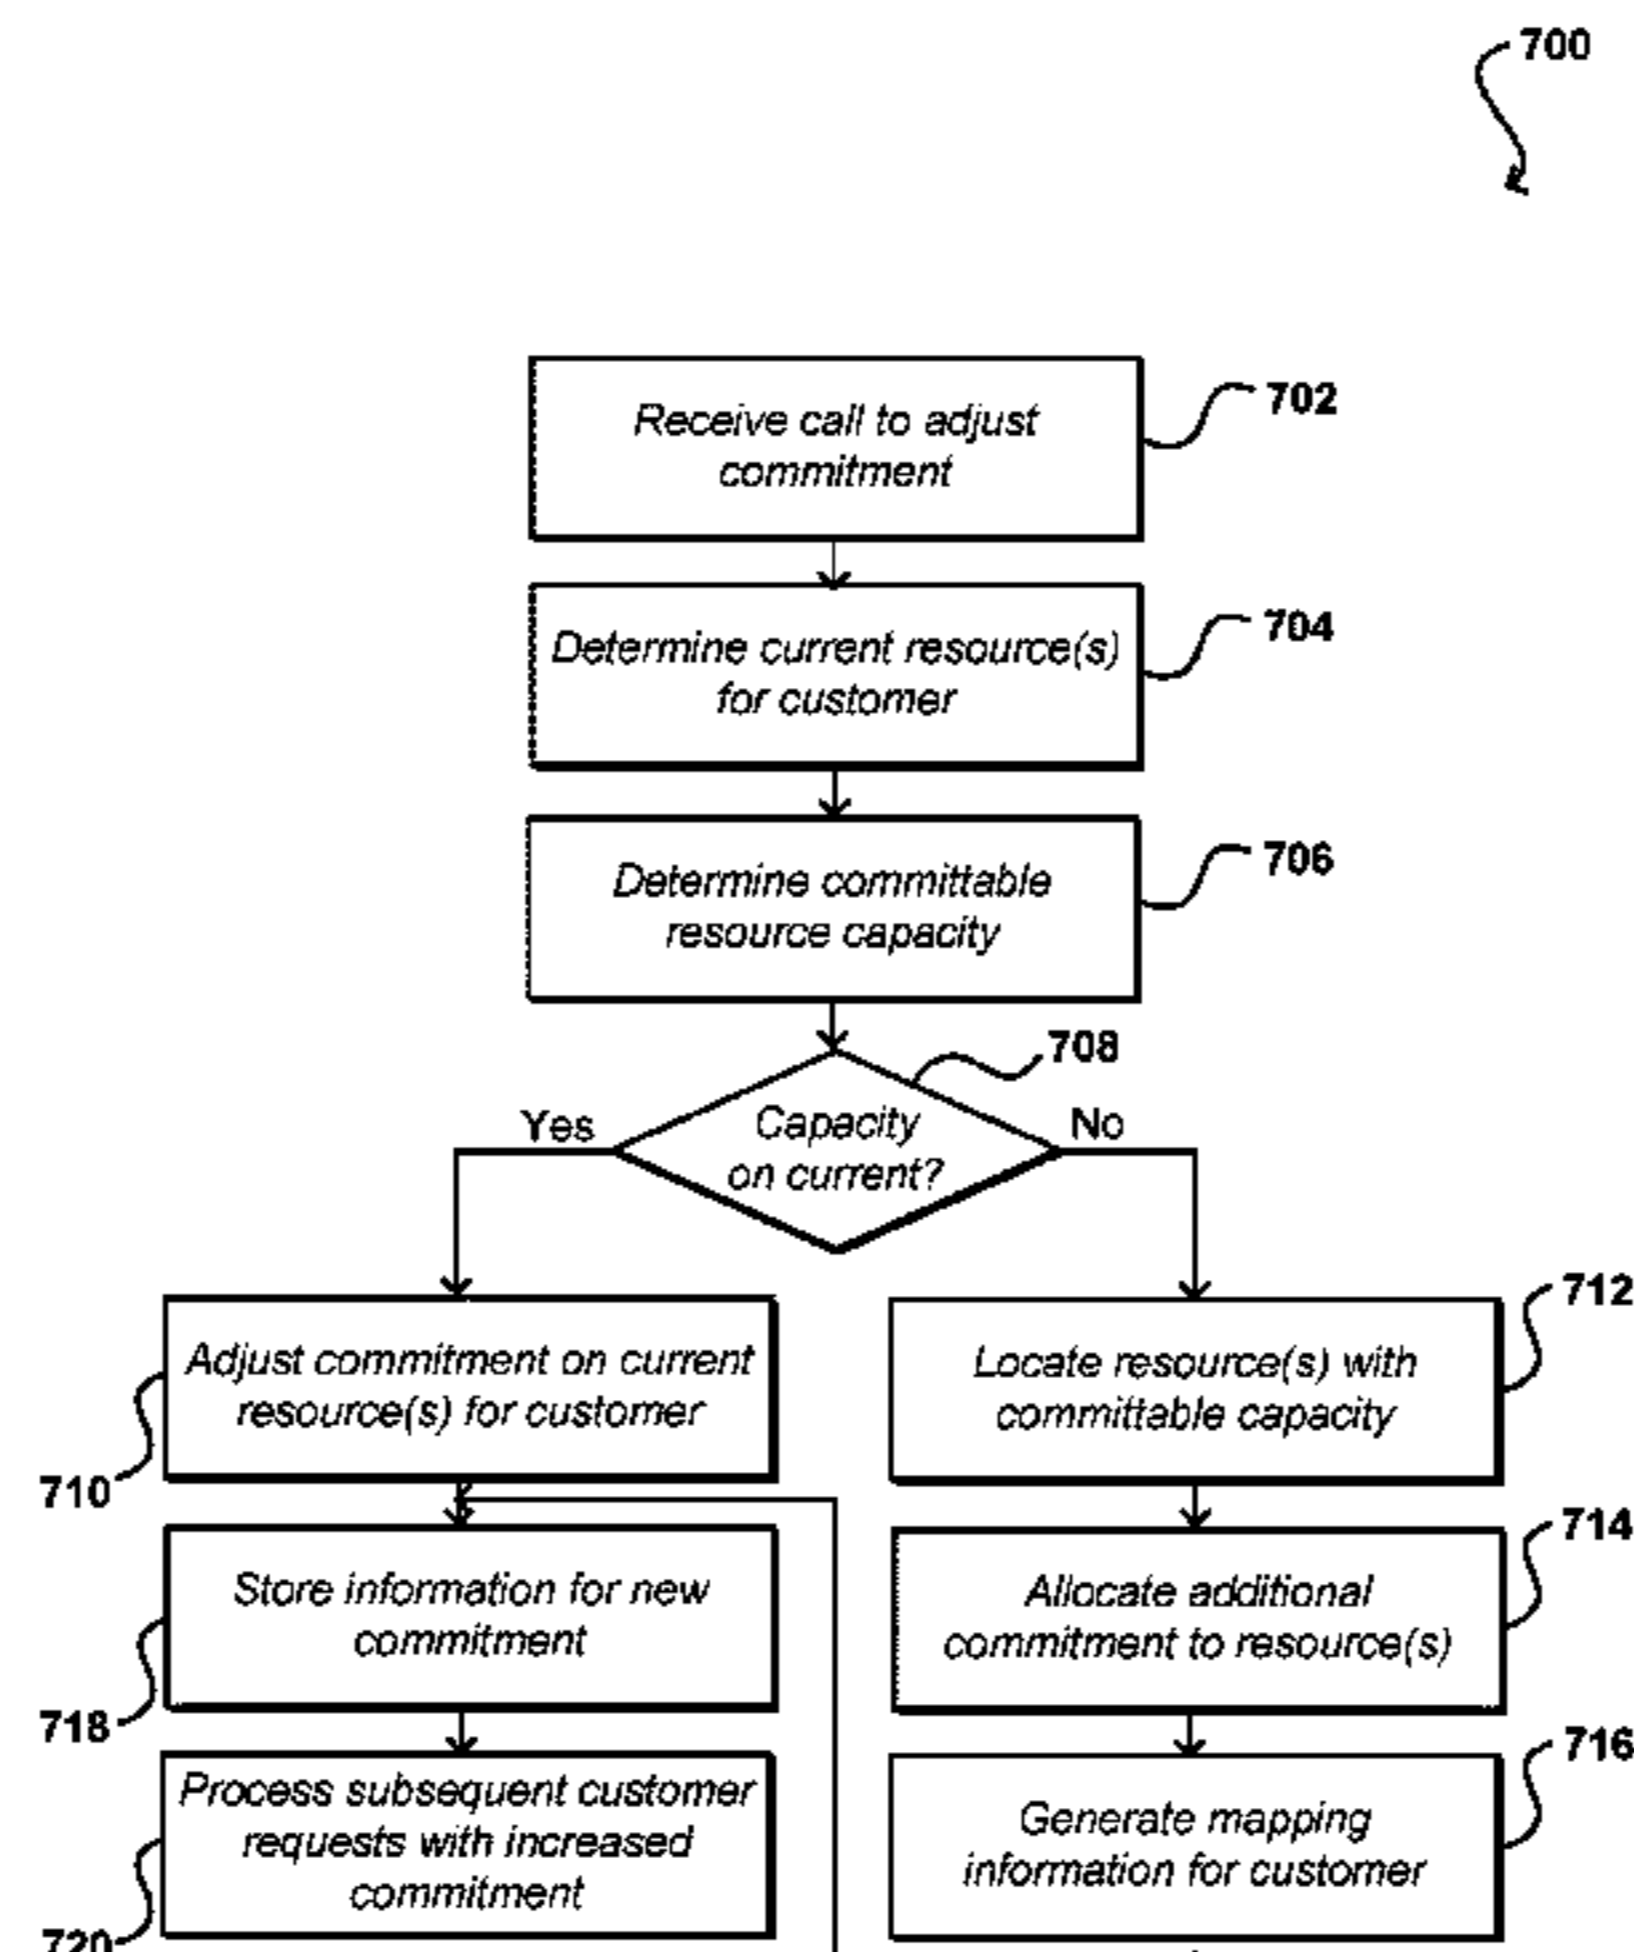 700
Receive call to adjust
commitment
702
Determine current resource(s)
for customer
704
Determine committable
resource capacity
706
708
Yes
Capacity
on current?
No
Adjust commitment on current
resource(s) for customer
710
Locate resource(s) with
committable capacity
712
Store information for new
commitment
718
Allocate additional
commitment to resource(s)
714
Process subsequent customer
requests with increased
commitment
720
Generate mapping
information for customer
716